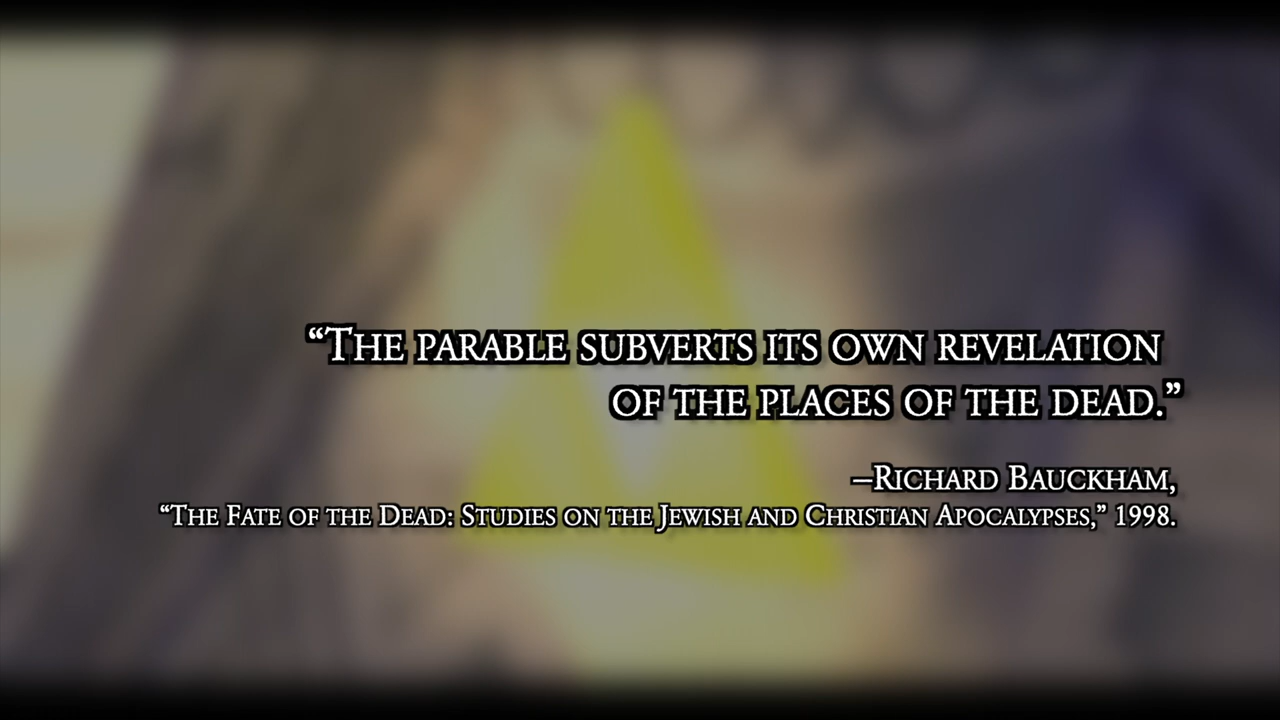 “The parable subverts its own revelation
of the places of the dead.”
–Richard Bauckham,
“The Fate of the Dead: Studies on the Jewish and Christian Apocalypses,” 1998.